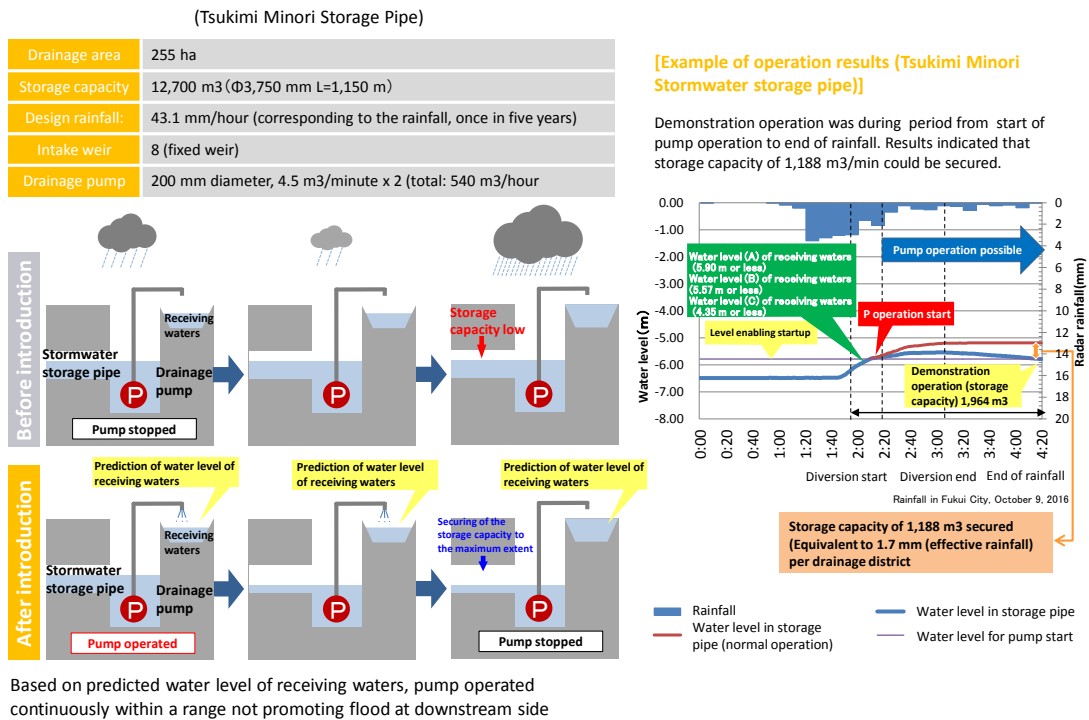 (Tsukimi Minori Storage Pipe)
Drainage area
255 ha
Storage capacity
12,700 m3（Φ3,750 mm L=1,150 m）
Design rainfall:
43.1 mm/hour (corresponding to the rainfall, once in five years)
Intake weir
8 (fixed weir)
Drainage pump
200 mm diameter, 4.5 m3/minute x 2 (total: 540 m3/hour
Before introduction
Receiving
waters
Stormwater
storage pipe
Drainage
pump
P
Pump stopped
P
Storage
capacity low
P
After introduction
Prediction of water level of
receiving waters
Receiving
waters
Stormwater
storage pipe
Drainage
pump
P
Pump operated
Prediction of water level
of receiving waters
P
Prediction of water level of
receiving waters
Securing of the
storage capacity to
the maximum extent
P
Pump stopped
Based on predicted water level of receiving waters, pump operated
continuously within a range not promoting flood at downstream side
[Example of operation results (Tsukimi Minori
Stormwater storage pipe)]
Demonstration operation was during period from start of
pump operation to end of rainfall. Results indicated that
storage capacity of 1,188 m3/min could be secured.
Water level(m)
0.00
-1.00
-2.00
-3.00
-4.00
-5.00
-6.00
-7.00
-8.00
Radar rainfall(mm)
0
2
4
6
8
10
12
14
16
18
20
Pump operation possible
Water level (A) of receiving waters
(5.90 m or less)
Water level (B) of receiving waters
(5.57 m or less)
Water level (C) of receiving waters
(4.35 m or less)
P operation start
Level enabling startup
Demonstration
operation (storage
capacity) 1,964 m3
0:00
0:20
0:40
1:00
1:20
1:40
2:00
2:20
2:40
3:00
3:20
3:40
4:00
4:20
Diversion start
Diversion end
End of rainfall
Rainfall in Fukui City, October 9, 2016
Storage capacity of 1,188 m3 secured
(Equivalent to 1.7 mm (effective rainfall)
per drainage district
Rainfall
Water level in storage
pipe (normal operation)
Water level in storage pipe
Water level for pump start